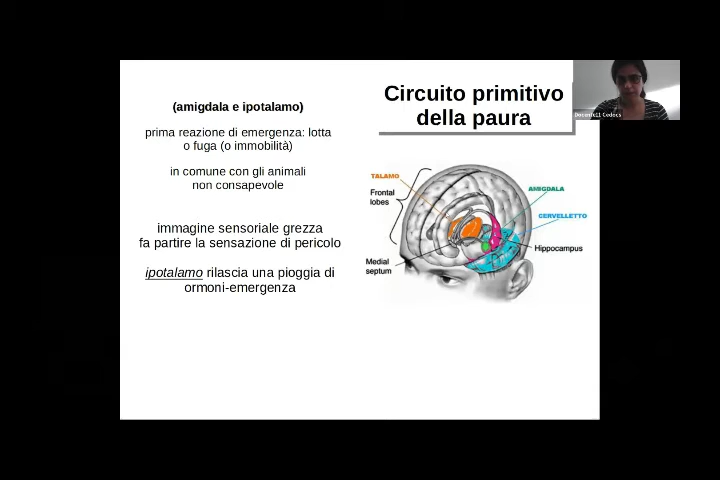 Circuito primitivo
della paura
(amigdala e ipotalamo)
prima reazione di emergenza: lotta
o fuga (o immobilità)
in comune con gli animali
non consapevole
immagine sensoriale grezza
fa partire la sensazione di pericolo
ipotalamo rilascia una pioggia di
ormoni-emergenza
TALAMO
Frontal
lobes
AMIGDALA
CERVELLETTO
Hippocampus
Medial
septum
Docente11 Cedocs